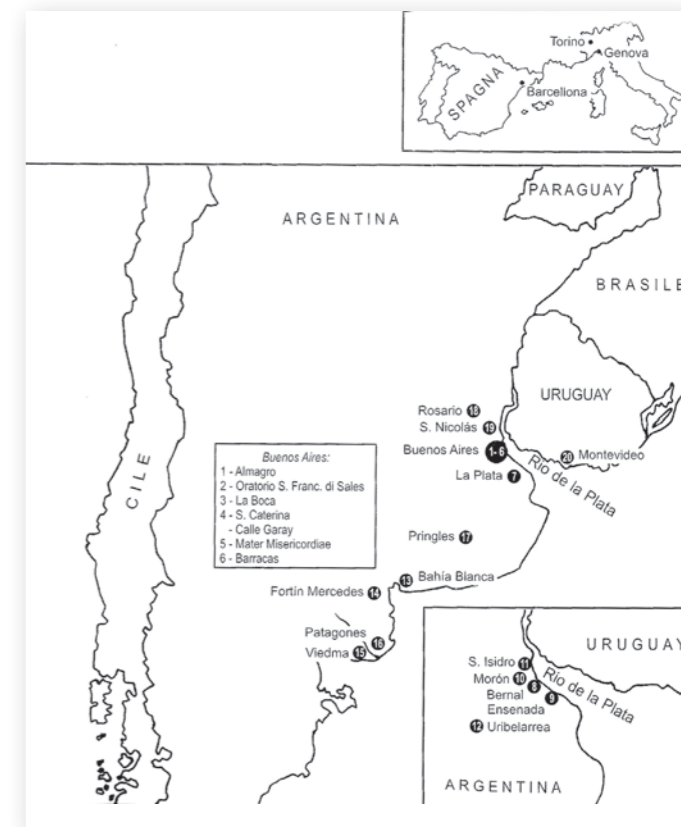 Torino
Genova
Barcellona
SPAGNA
PARAGUAY
ARGENTINA
BRASILE
URUGUAY
Rosario 18
S. Nicolás 19
Buenos Aires 1-6
20 Montevideo
La Plata 7
Rio de la Plata
CILE
Buenos Aires:
1 - Almagro
2 - Oratorio S. Franc. di Sales
3 - La Boca
4 - S. Caterina
- Calle Garay
5 - Mater Misericordiae
6 - Barracas
Pringles 17
13 Bahía Blanca
Fortín Mercedes 14
Patagones 16
Viedma 15
URUGUAY
S. Isidro 11
Rio de la Plata
Morón 10
8
Bernal
9
Ensenada
12 Uribelarrea
ARGENTINA